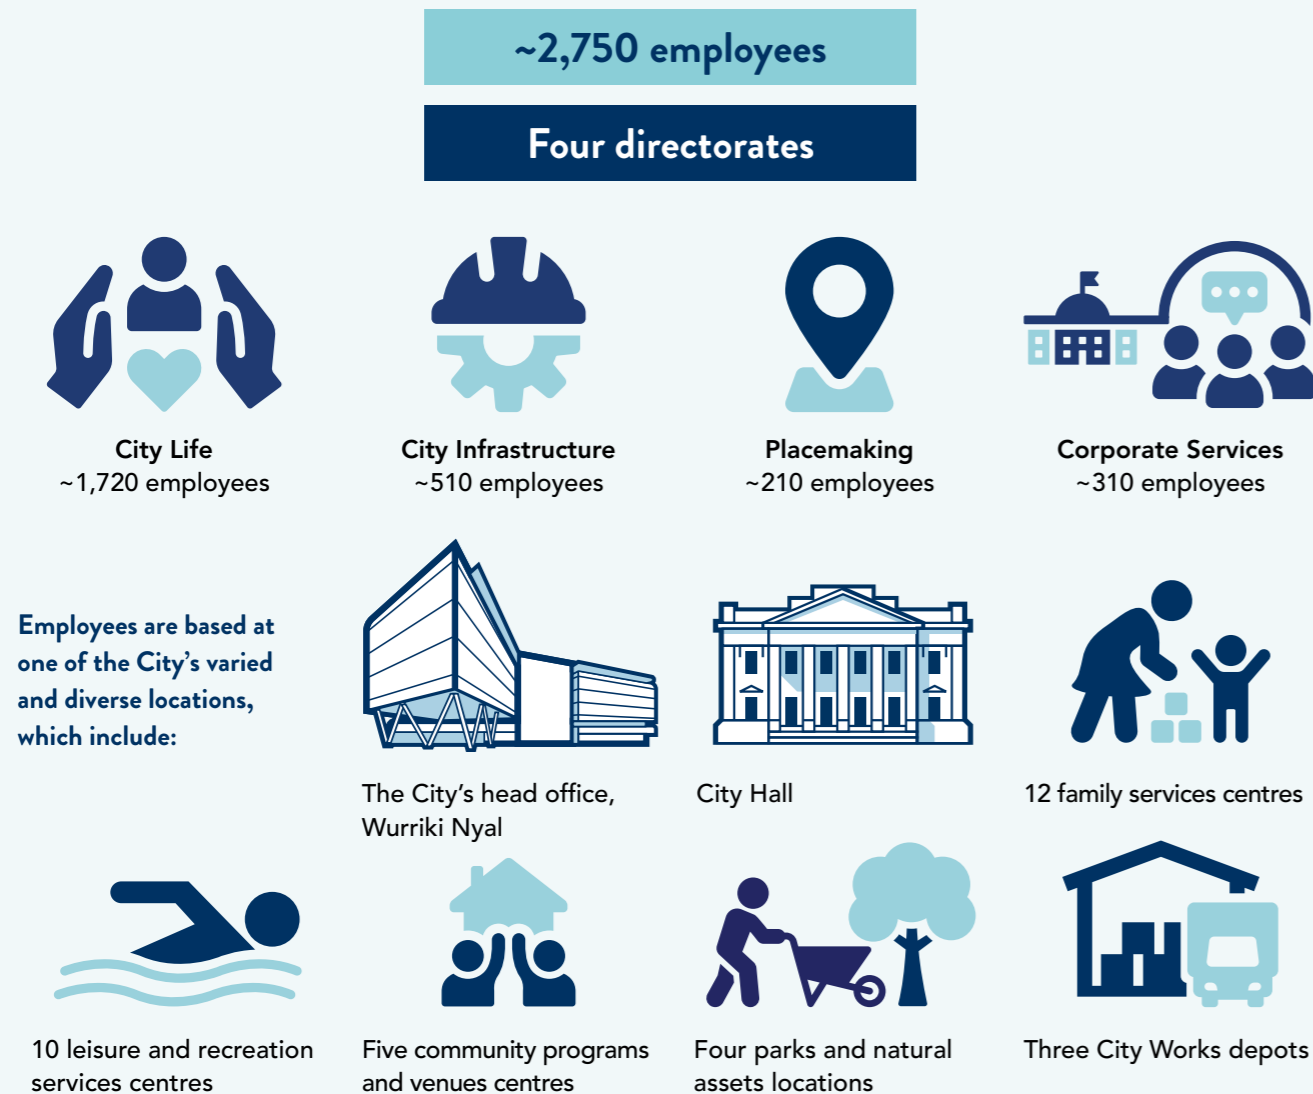 ~2,750 employees
Four directorates
City Life
~1,720 employees
City Infrastructure
~510 employees
Placemaking
~210 employees
Corporate Services
~310 employees
Employees are based at
one of the City’s varied
and diverse locations,
which include:
The City’s head office,
Wurriki Nyal
City Hall
12 family services centres
10 leisure and recreation
services centres
Five community programs
and venues centres
Four parks and natural
assets locations
Three City Works depots